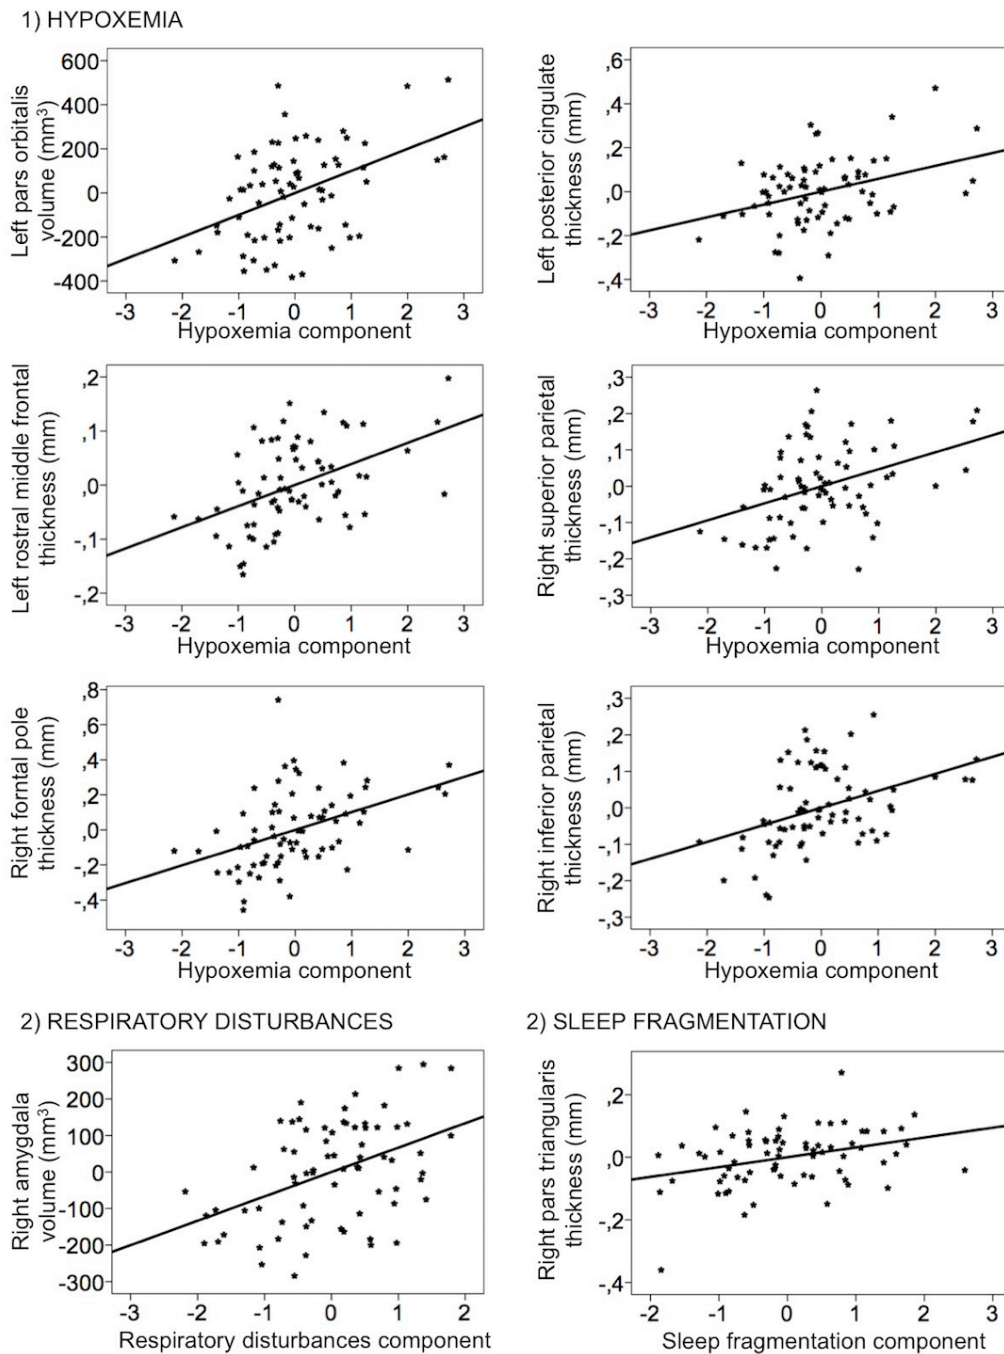 1) HYPOXEMIA
Left pars orbitalis
volume (mm³)
600
400
200
0
-200
-400
-3 -2 -1 0 1 2 3
Hypoxemia component
Left posterior cingulate
thickness (mm)
,6
,4
,2
,0
-,2
-,4
-3 -2 -1 0 1 2 3
Hypoxemia component
Left rostral middle frontal
thickness (mm)
,2
,1
,0
-,1
-,2
-3 -2 -1 0 1 2 3
Hypoxemia component
Right superior parietal
thickness (mm)
,3
,2
,1
,0
-,1
-,2
-,3
-3 -2 -1 0 1 2 3
Hypoxemia component
Right forntal pole
thickness (mm)
,8
,6
,4
,2
,0
-,2
-,4
-3 -2 -1 0 1 2 3
Hypoxemia component
Right inferior parietal
thickness (mm)
,3
,2
,1
,0
-,1
-,2
-,3
-3 -2 -1 0 1 2 3
Hypoxemia component
2) RESPIRATORY DISTURBANCES
Right amygdala
volume (mm³)
300
200
100
0
-100
-200
-300
-3 -2 -1 0 1 2
Respiratory disturbances component
2) SLEEP FRAGMENTATION
Right pars triangularis
thickness (mm)
,2
,0
-,2
-,4
-2 -1 0 1 2 3
Sleep fragmentation component